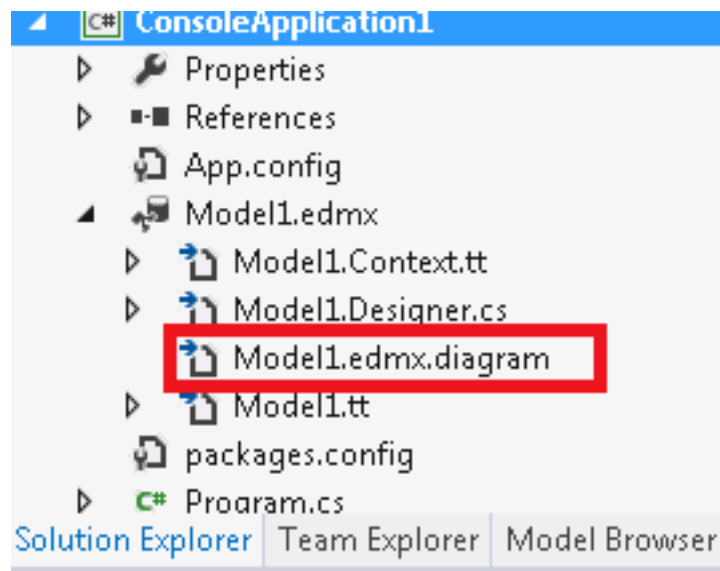 C# ConsoleApplication1
Properties
References
App.config
Model1.edmx
Model1.Context.tt
Model1.Designer.cs
Model1.edmx.diagram
Model1.tt
packages.config
C# Program.cs
Solution Explorer Team Explorer Model Browser